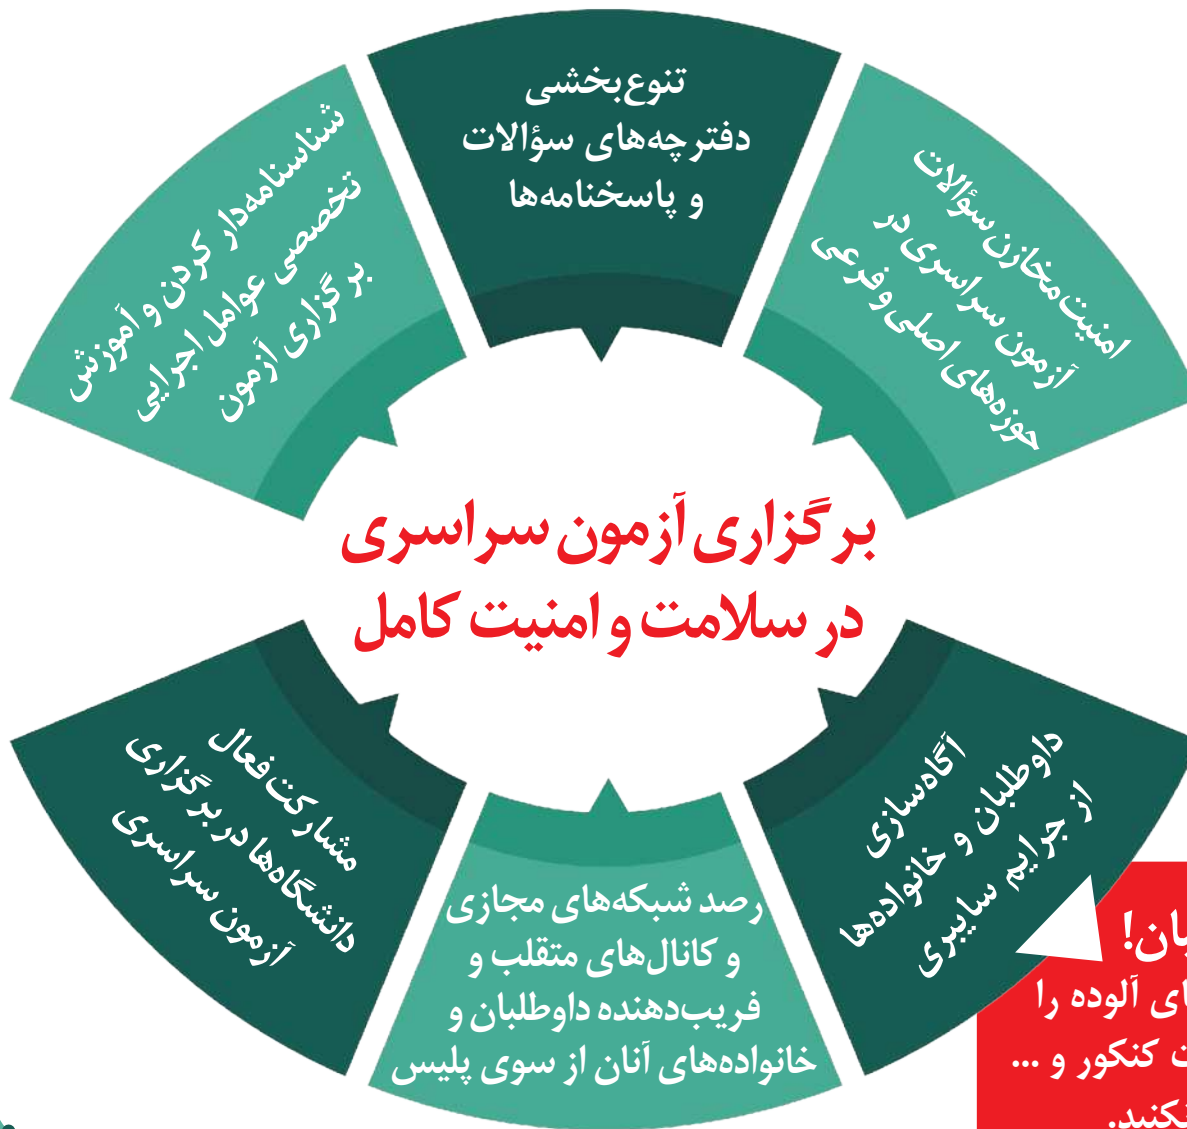 تنوع‌بخشی
دفترچه‌های سؤالات
و پاسخنامه‌ها
امنیت مخازن سؤالات
آزمون سراسری در
حوزه‌های اصلی و فرعی
شناسنامه‌دار کردن و آموزش
تخصصی عوامل اجرایی
برگزاری آزمون
برگزاری آزمون سراسری
در سلامت و امنیت کامل
آگاه‌سازی
داوطلبان و خانواده‌ها
از جرایم سایبری
رصد شبکه‌های مجازی
و کانال‌های متقلب و
فریب‌دهنده داوطلبان و
خانواده‌های آنان از سوی پلیس
مشارکت فعال
دانشگاه‌ها در برگزاری
آزمون سراسری
آلوده را
کنکور و ...
نکنید.